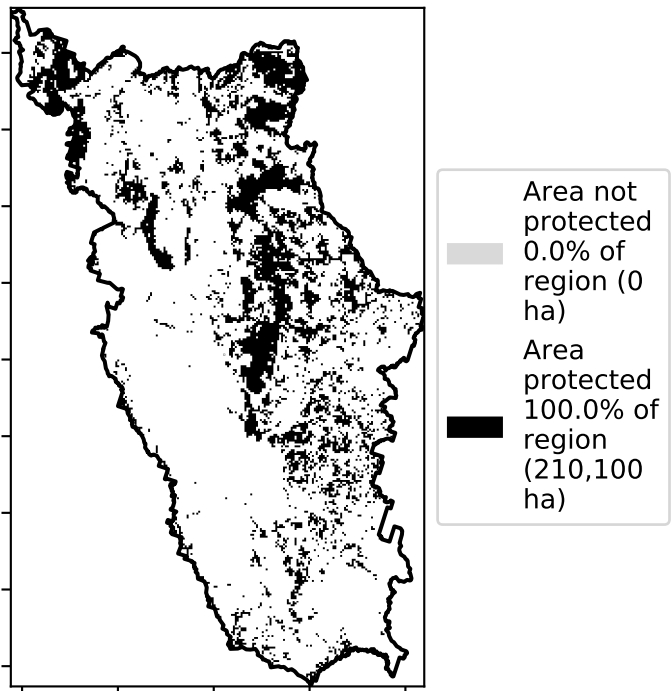 Area not
protected
0.0% of
region (0
ha)
Area
protected
100.0% of
region
(210,100
ha)